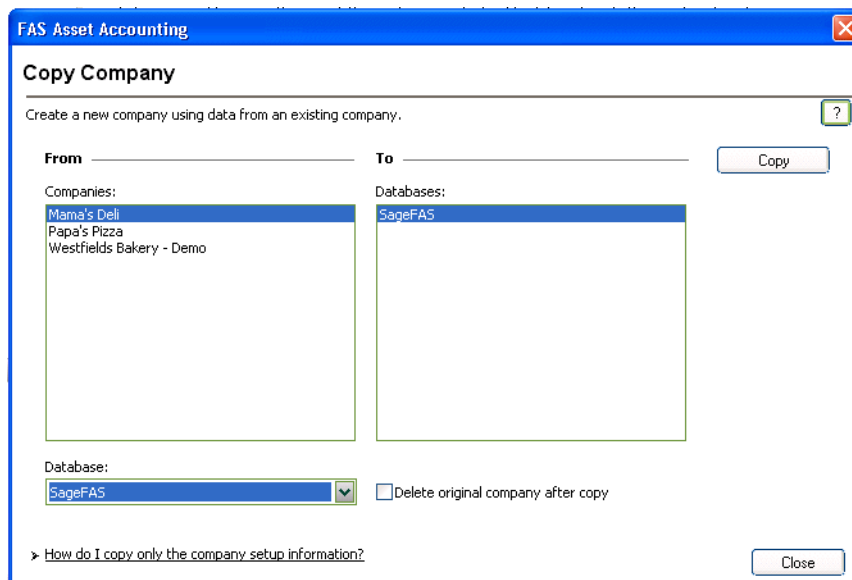 FAS Asset Accounting
Copy Company
Create a new company using data from an existing company.
?
From
To
Copy
Companies:
Databases:
Mama's Deli
SageFAS
Papa's Pizza
Westfields Bakery - Demo
Database:
SageFAS
Delete original company after copy
How do I copy only the company setup information?
Close